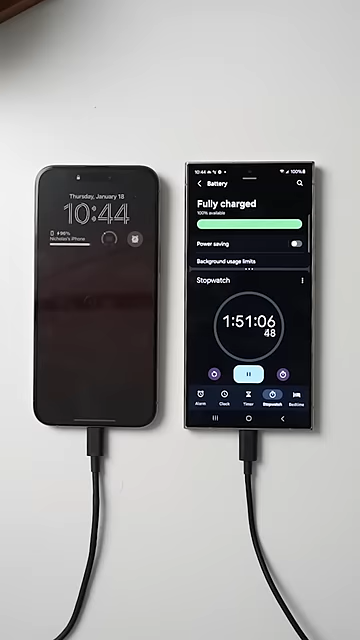 Thursday, January 18
10:44
96%
Nicholas's iPhone
10:44
100%
Battery
Fully charged
100% available
Power saving
Background usage limits
Stopwatch
1:51:06
48
Alarm
Clock
Timer
Stopwatch
Bedtime